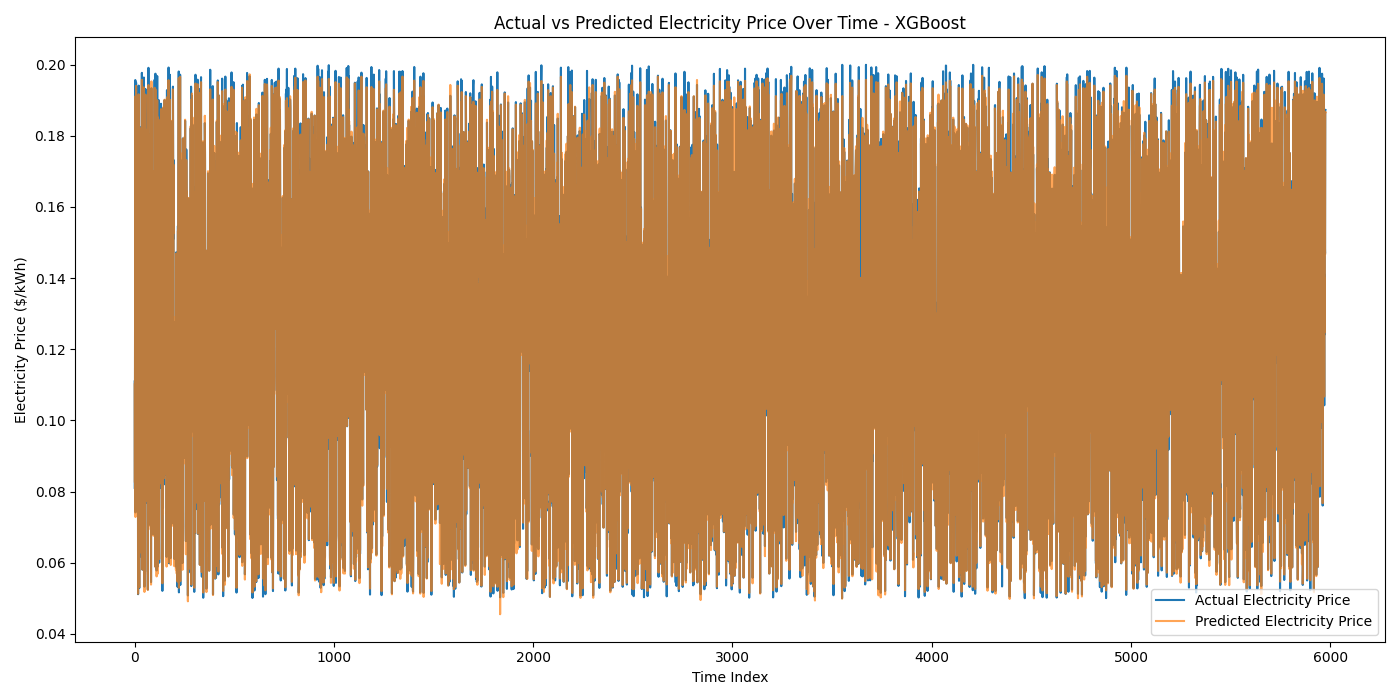 Actual vs Predicted Electricity Price Over Time - XGBoost
Electricity Price ($/kWh)
0.20
0.18
0.16
0.14
0.12
0.10
0.08
0.06
0.04
Actual Electricity Price
Predicted Electricity Price
0 1000 2000 3000 4000 5000 6000
Time Index